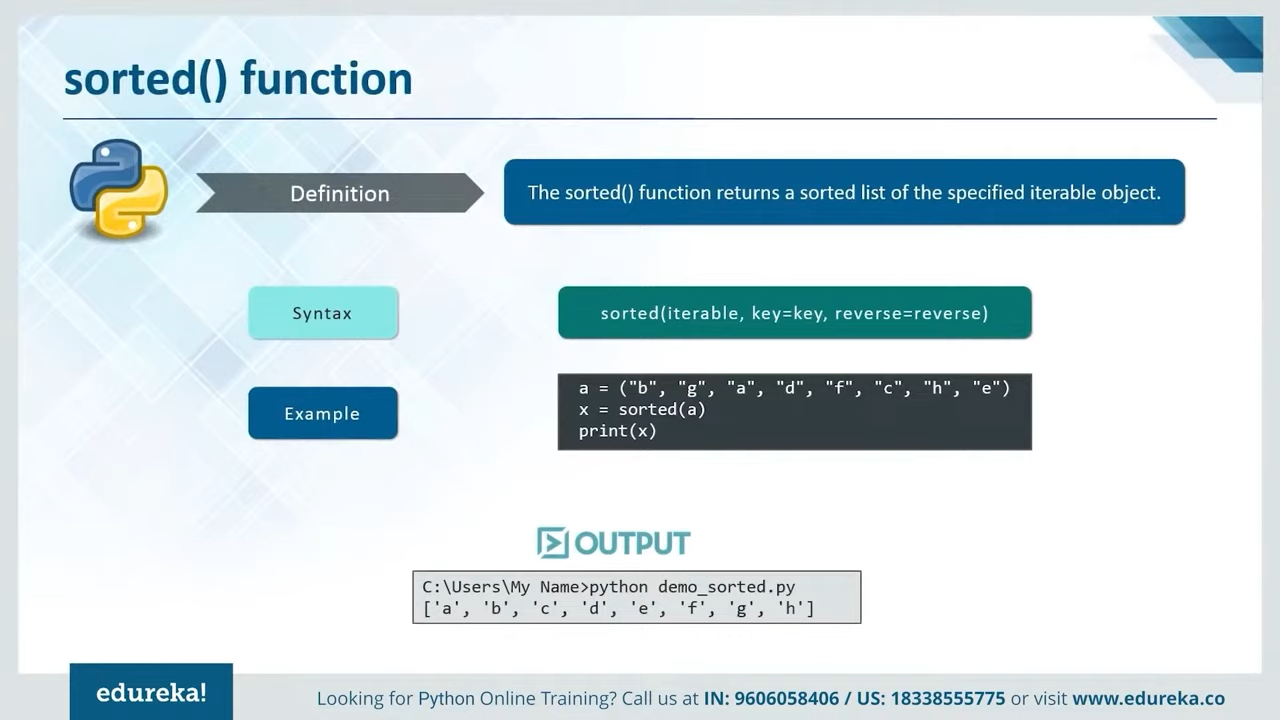 sorted() function
Definition
The sorted() function returns a sorted list of the specified iterable object.
Syntax
sorted(iterable, key=key, reverse=reverse)
Example
a = ("b", "g", "a", "d", "f", "c", "h", "e")
x = sorted(a)
print(x)
OUTPUT
C:\Users\My Name>python demo_sorted.py
['a', 'b', 'c', 'd', 'e', 'f', 'g', 'h']
edureka!
Looking for Python Online Training? Call us at IN: 9606058406 / US: 18338555775 or visit www.edureka.co